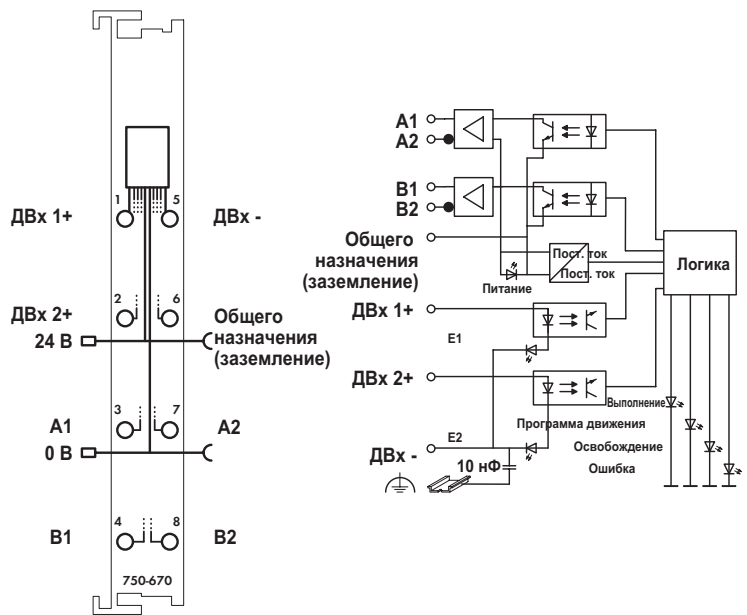 1
5
ДВх 1+
ДВх -
2
6
ДВх 2+
24 В
Общего
назначения
(заземление)
3
7
A1
A2
0 В
4
8
B1
B2
750-670
A1
A2
B1
B2
Общего
назначения
(заземление)
Пост. ток
Пост. ток
Питание
Логика
ДВх 1+
E1
ДВх 2+
Выполнение
Программа движения
E2
Освобождение
ДВх -
10 нФ
Ошибка